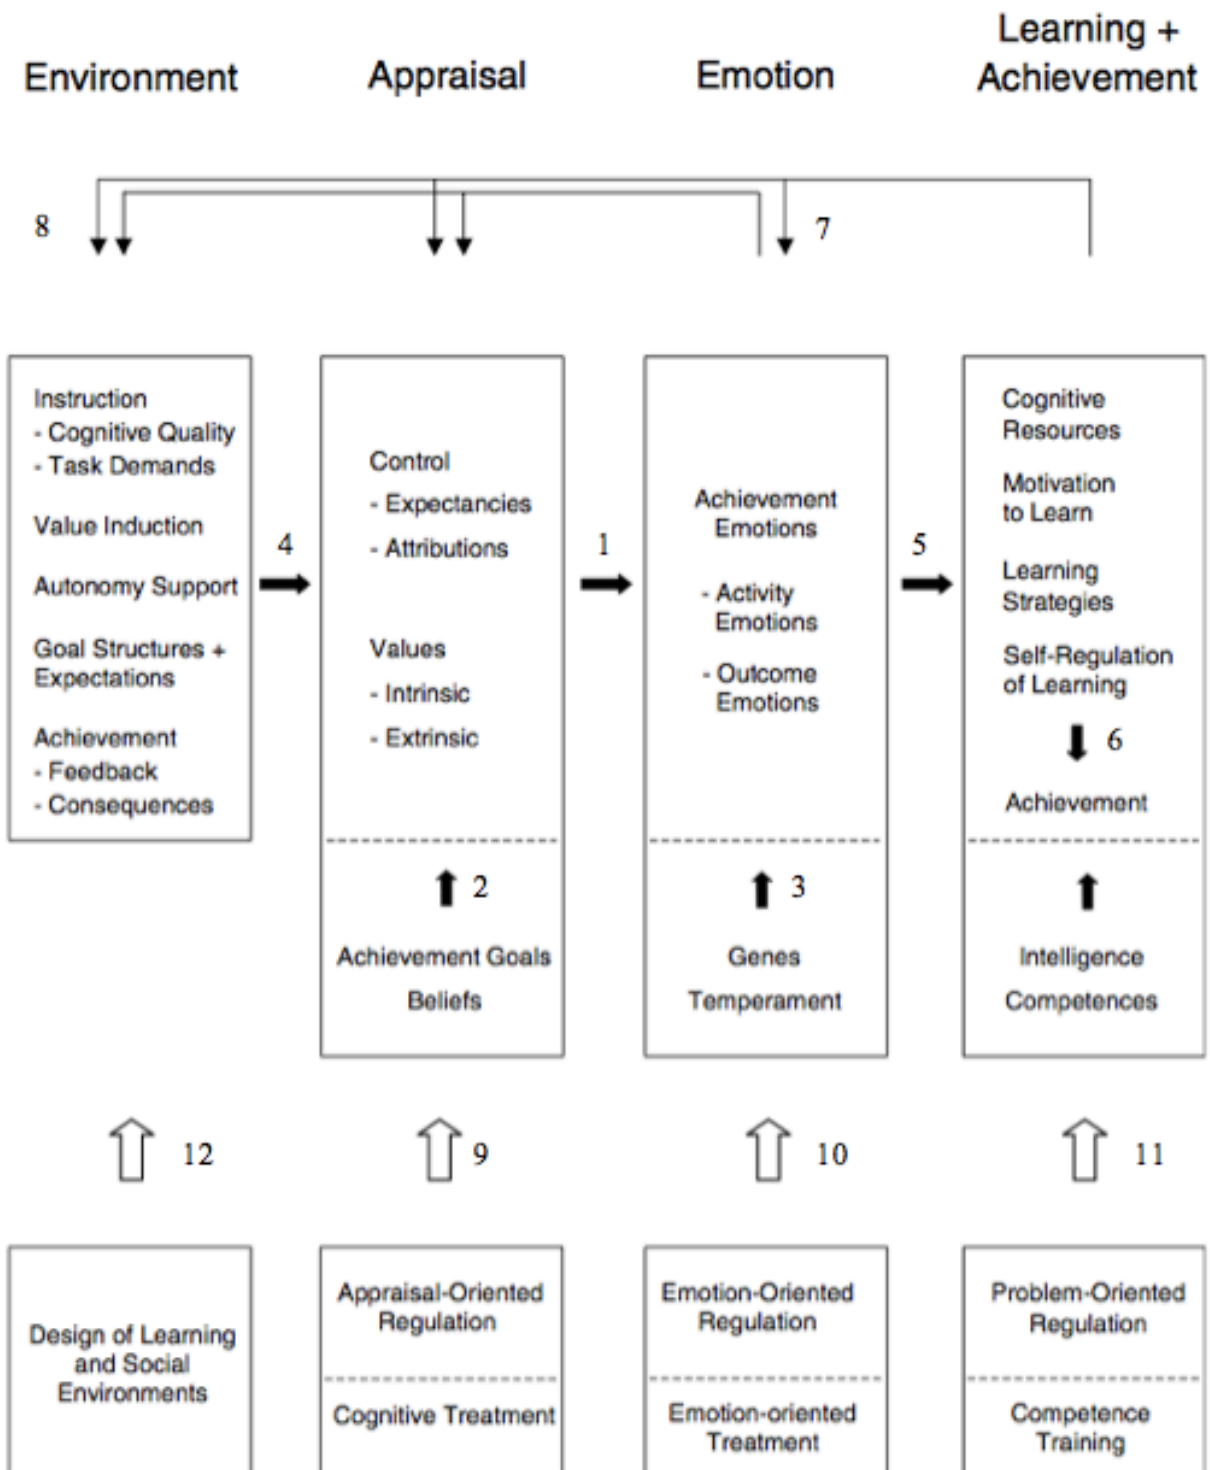 Environment
Appraisal
Emotion
Learning +
Achievement
8
7
Instruction
- Cognitive Quality
- Task Demands
Value Induction
Autonomy Support
Goal Structures +
Expectations
Achievement
- Feedback
- Consequences
4
Control
- Expectancies
- Attributions
Values
- Intrinsic
- Extrinsic
2
Achievement Goals
Beliefs
1
Achievement
Emotions
- Activity
Emotions
- Outcome
Emotions
3
Genes
Temperament
5
Cognitive
Resources
Motivation
to Learn
Learning
Strategies
Self-Regulation
of Learning
6
Achievement
Intelligence
Competences
12
9
10
11
Design of Learning
and Social
Environments
Appraisal-Oriented
Regulation
Cognitive Treatment
Emotion-Oriented
Regulation
Emotion-oriented
Treatment
Problem-Oriented
Regulation
Competence
Training